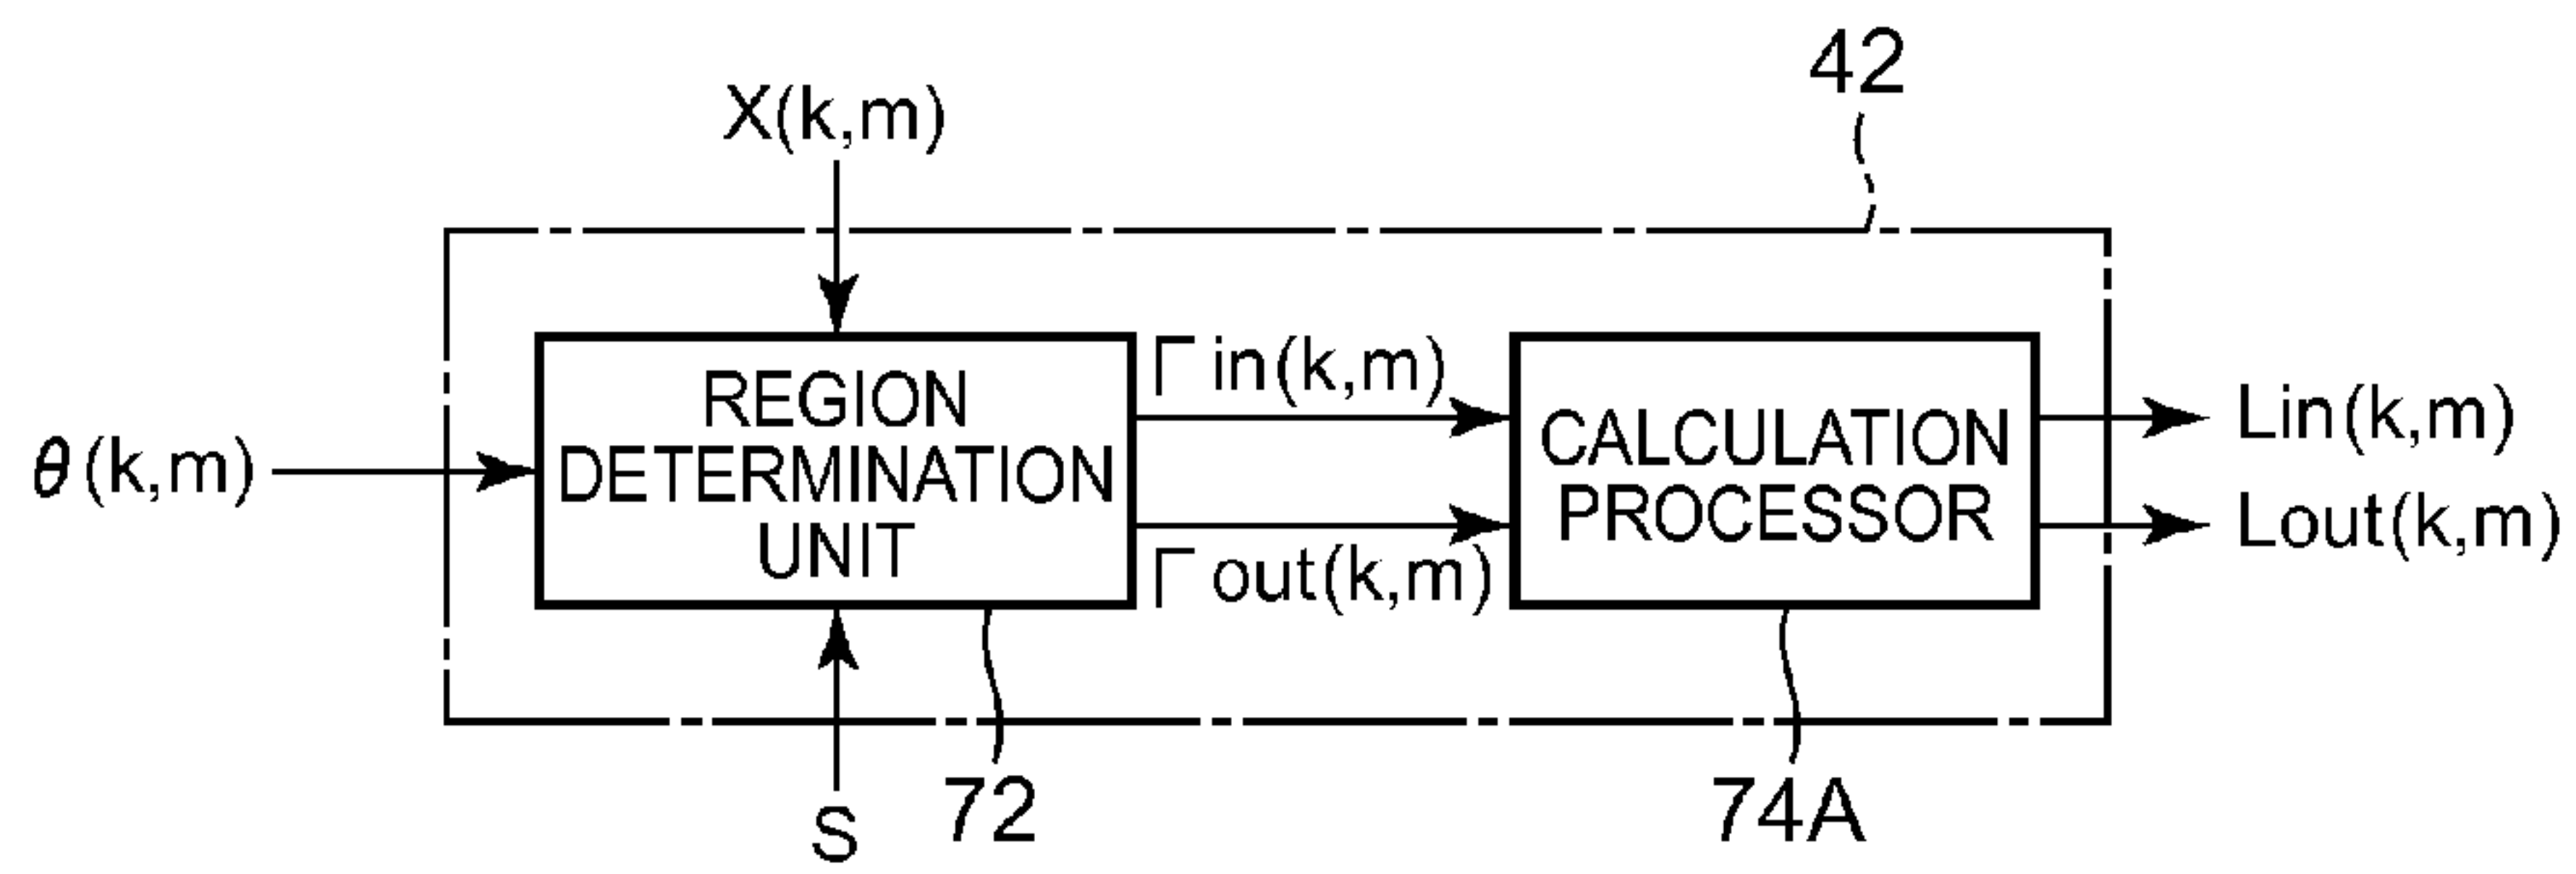 42
X(k,m)
Γin(k,m)
REGION
DETERMINATION
UNIT
CALCULATION
PROCESSOR
θ(k,m)
Lin(k,m)
Lout(k,m)
Γout(k,m)
S
72
74A